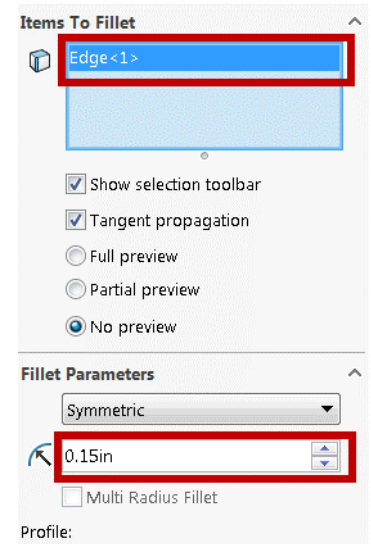 Items To Fillet
Edge<1>
Show selection toolbar
Tangent propagation
Full preview
Partial preview
No preview
Fillet Parameters
Symmetric
0.15in
Multi Radius Fillet
Profile: